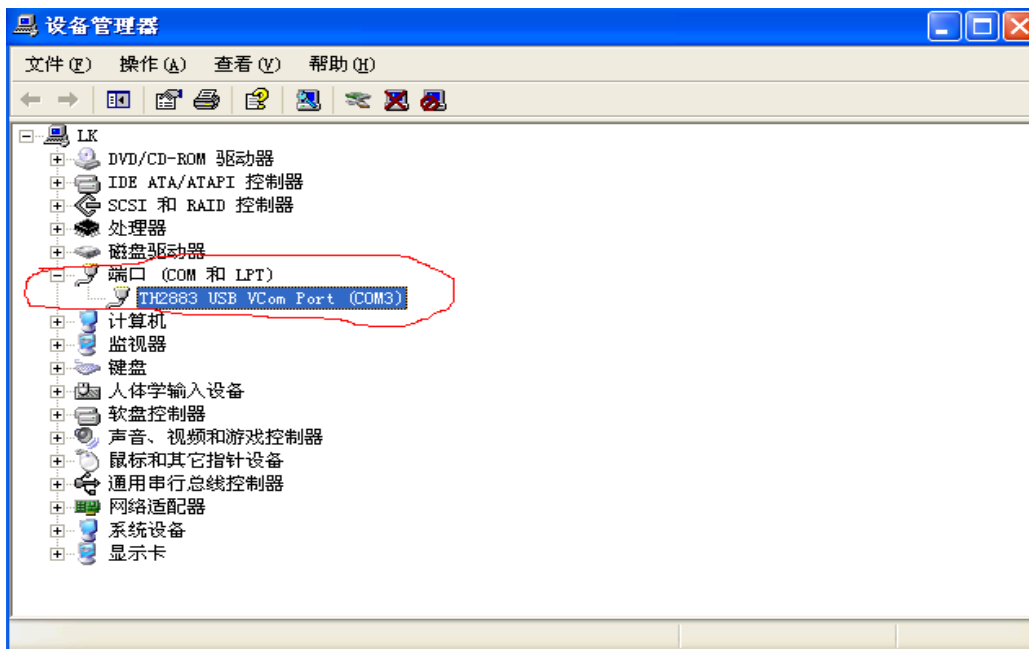 设备管理器
文件(F) 操作(A) 查看(V) 帮助(H)
LK
DVD/CD-ROM 驱动器
IDE ATA/ATAPI 控制器
SCSI 和 RAID 控制器
处理器
磁盘驱动器
端口 (COM 和 LPT)
TH2883 USB VCom Port (COM3)
计算机
监视器
键盘
人体学输入设备
软盘控制器
声音、视频和游戏控制器
鼠标和其它指针设备
通用串行总线控制器
网络适配器
系统设备
显示卡